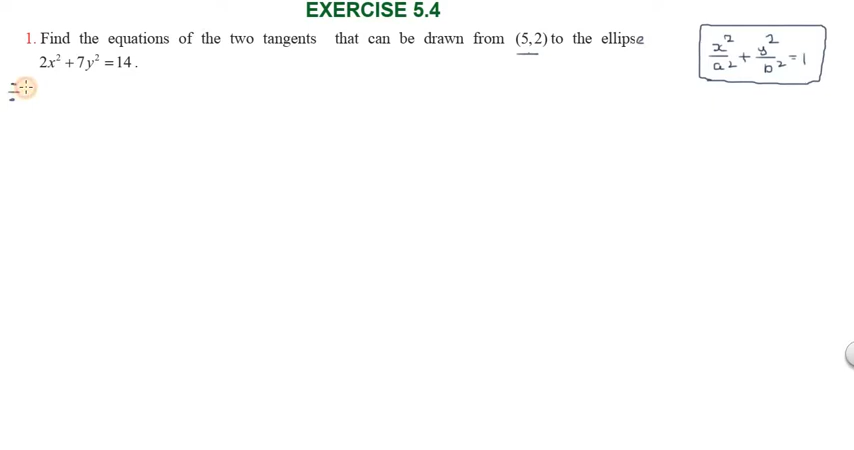 EXERCISE 5.4
1. Find the equations of the two tangents that can be drawn from (5,2) to the ellipse
2x² + 7y² = 14.
x²/a² + y²/b² = 1